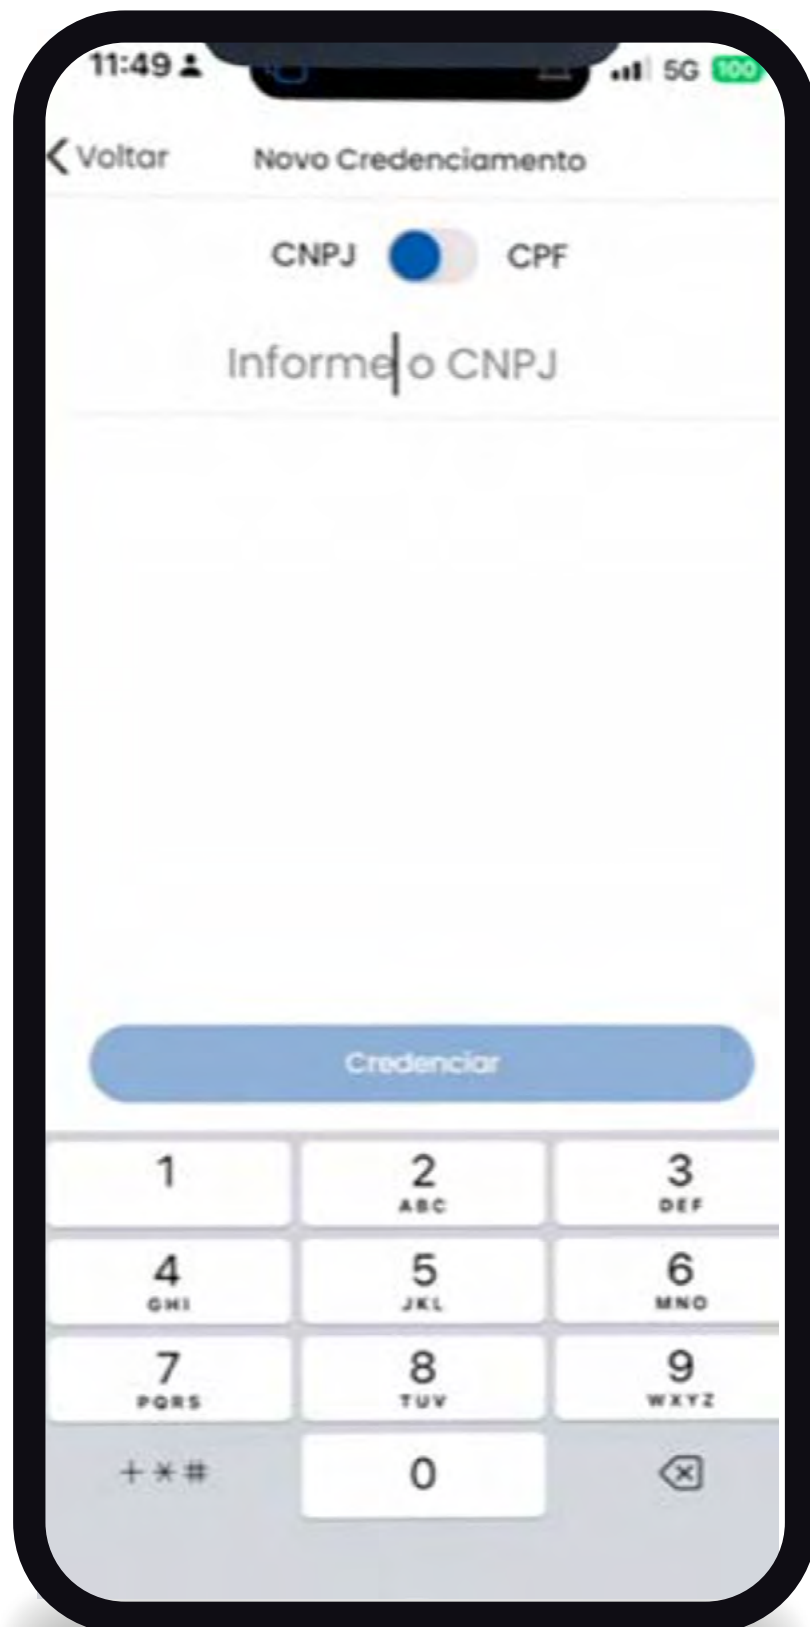 11:49 5G 100
Voltar Novo Credenciamento
CNPJ CPF
Informe o CNPJ
Credenciar
1 2 3
ABC DEF
4 5 6
GHI JKL MNO
7 8 9
PQRS TUV WXYZ
+*# 0